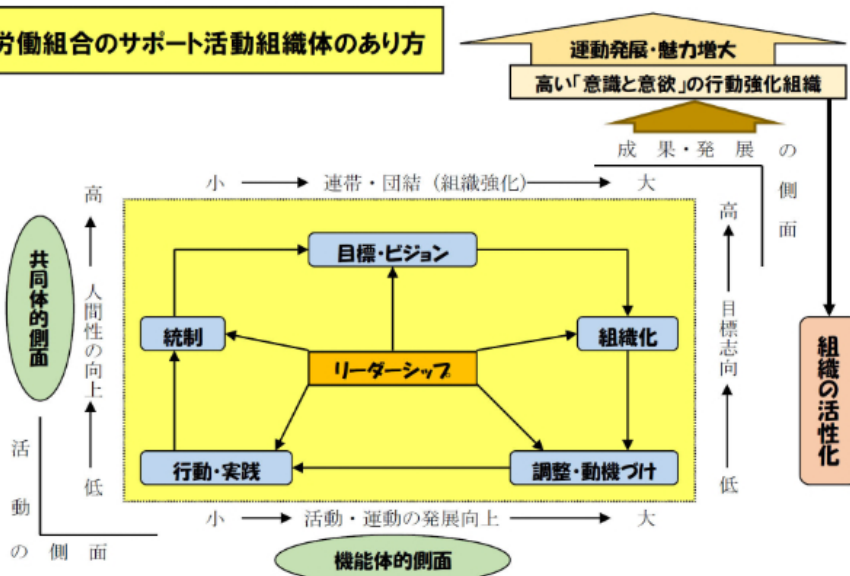 労働組合のサポート活動組織体のあり方
運動発展・魅力増大
高い「意識と意欲」の行動強化組織
成果・発展の側面
小 連帯・団結（組織強化） 大
高
人間性の向上
低
共同体的側面
目標・ビジョン
統制
組織化
リーダーシップ
行動・実践
調整・動機づけ
高
目標志向
低
組織の活性化
活動の側面
小 活動・運動の発展向上 大
機能体的側面